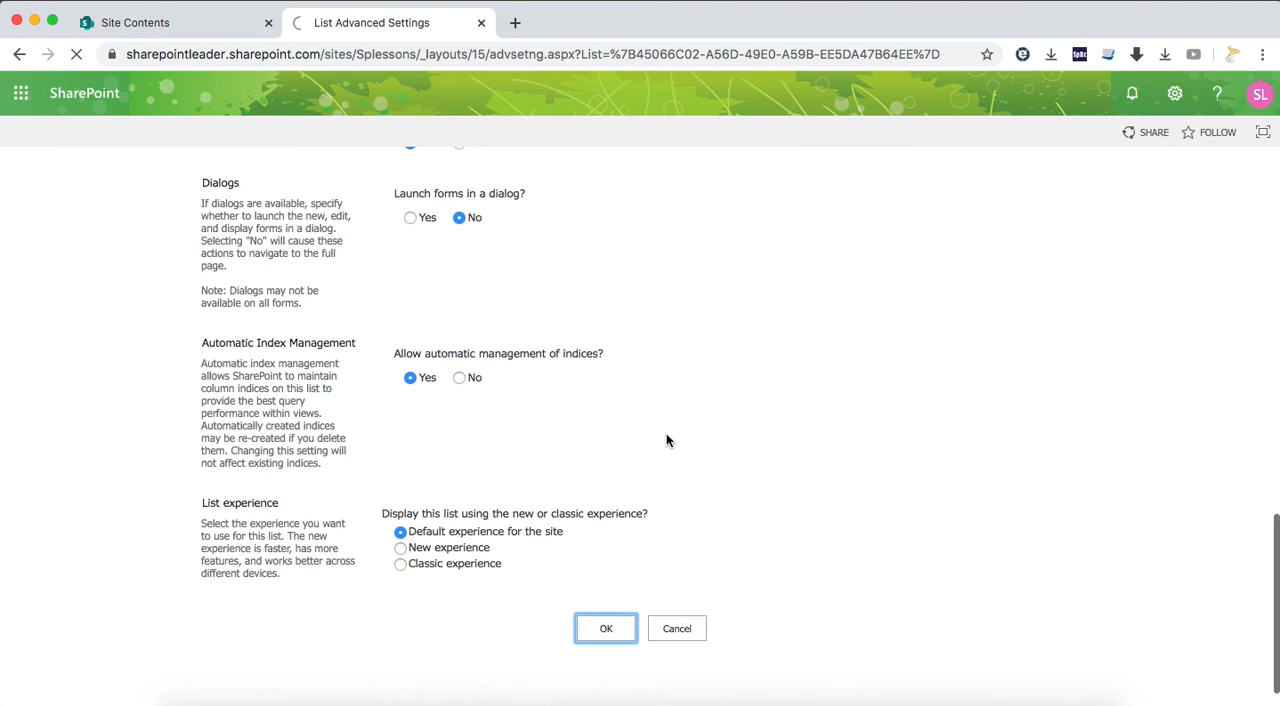 Site Contents
List Advanced Settings
sharepointleader.sharepoint.com/sites/Splessons/_layouts/15/advsetng.aspx?List=%7B45066C02-A56D-49E0-A59B-EE5DA47B64EE%7D
SharePoint
SL
SHARE FOLLOW
Dialogs
If dialogs are available, specify
whether to launch the new, edit,
and display forms in a dialog.
Selecting "No" will cause these
actions to navigate to the full
page.
Note: Dialogs may not be
available on all forms.
Launch forms in a dialog?
Yes No
Automatic Index Management
Automatic index management
allows SharePoint to maintain
column indices on this list to
provide the best query
performance within views.
Automatically created indices
may be re-created if you delete
them. Changing this setting will
not affect existing indices.
Allow automatic management of indices?
Yes No
List experience
Select the experience you want
to use for this list. The new
experience is faster, has more
features, and works better across
different devices.
Display this list using the new or classic experience?
Default experience for the site
New experience
Classic experience
OK Cancel